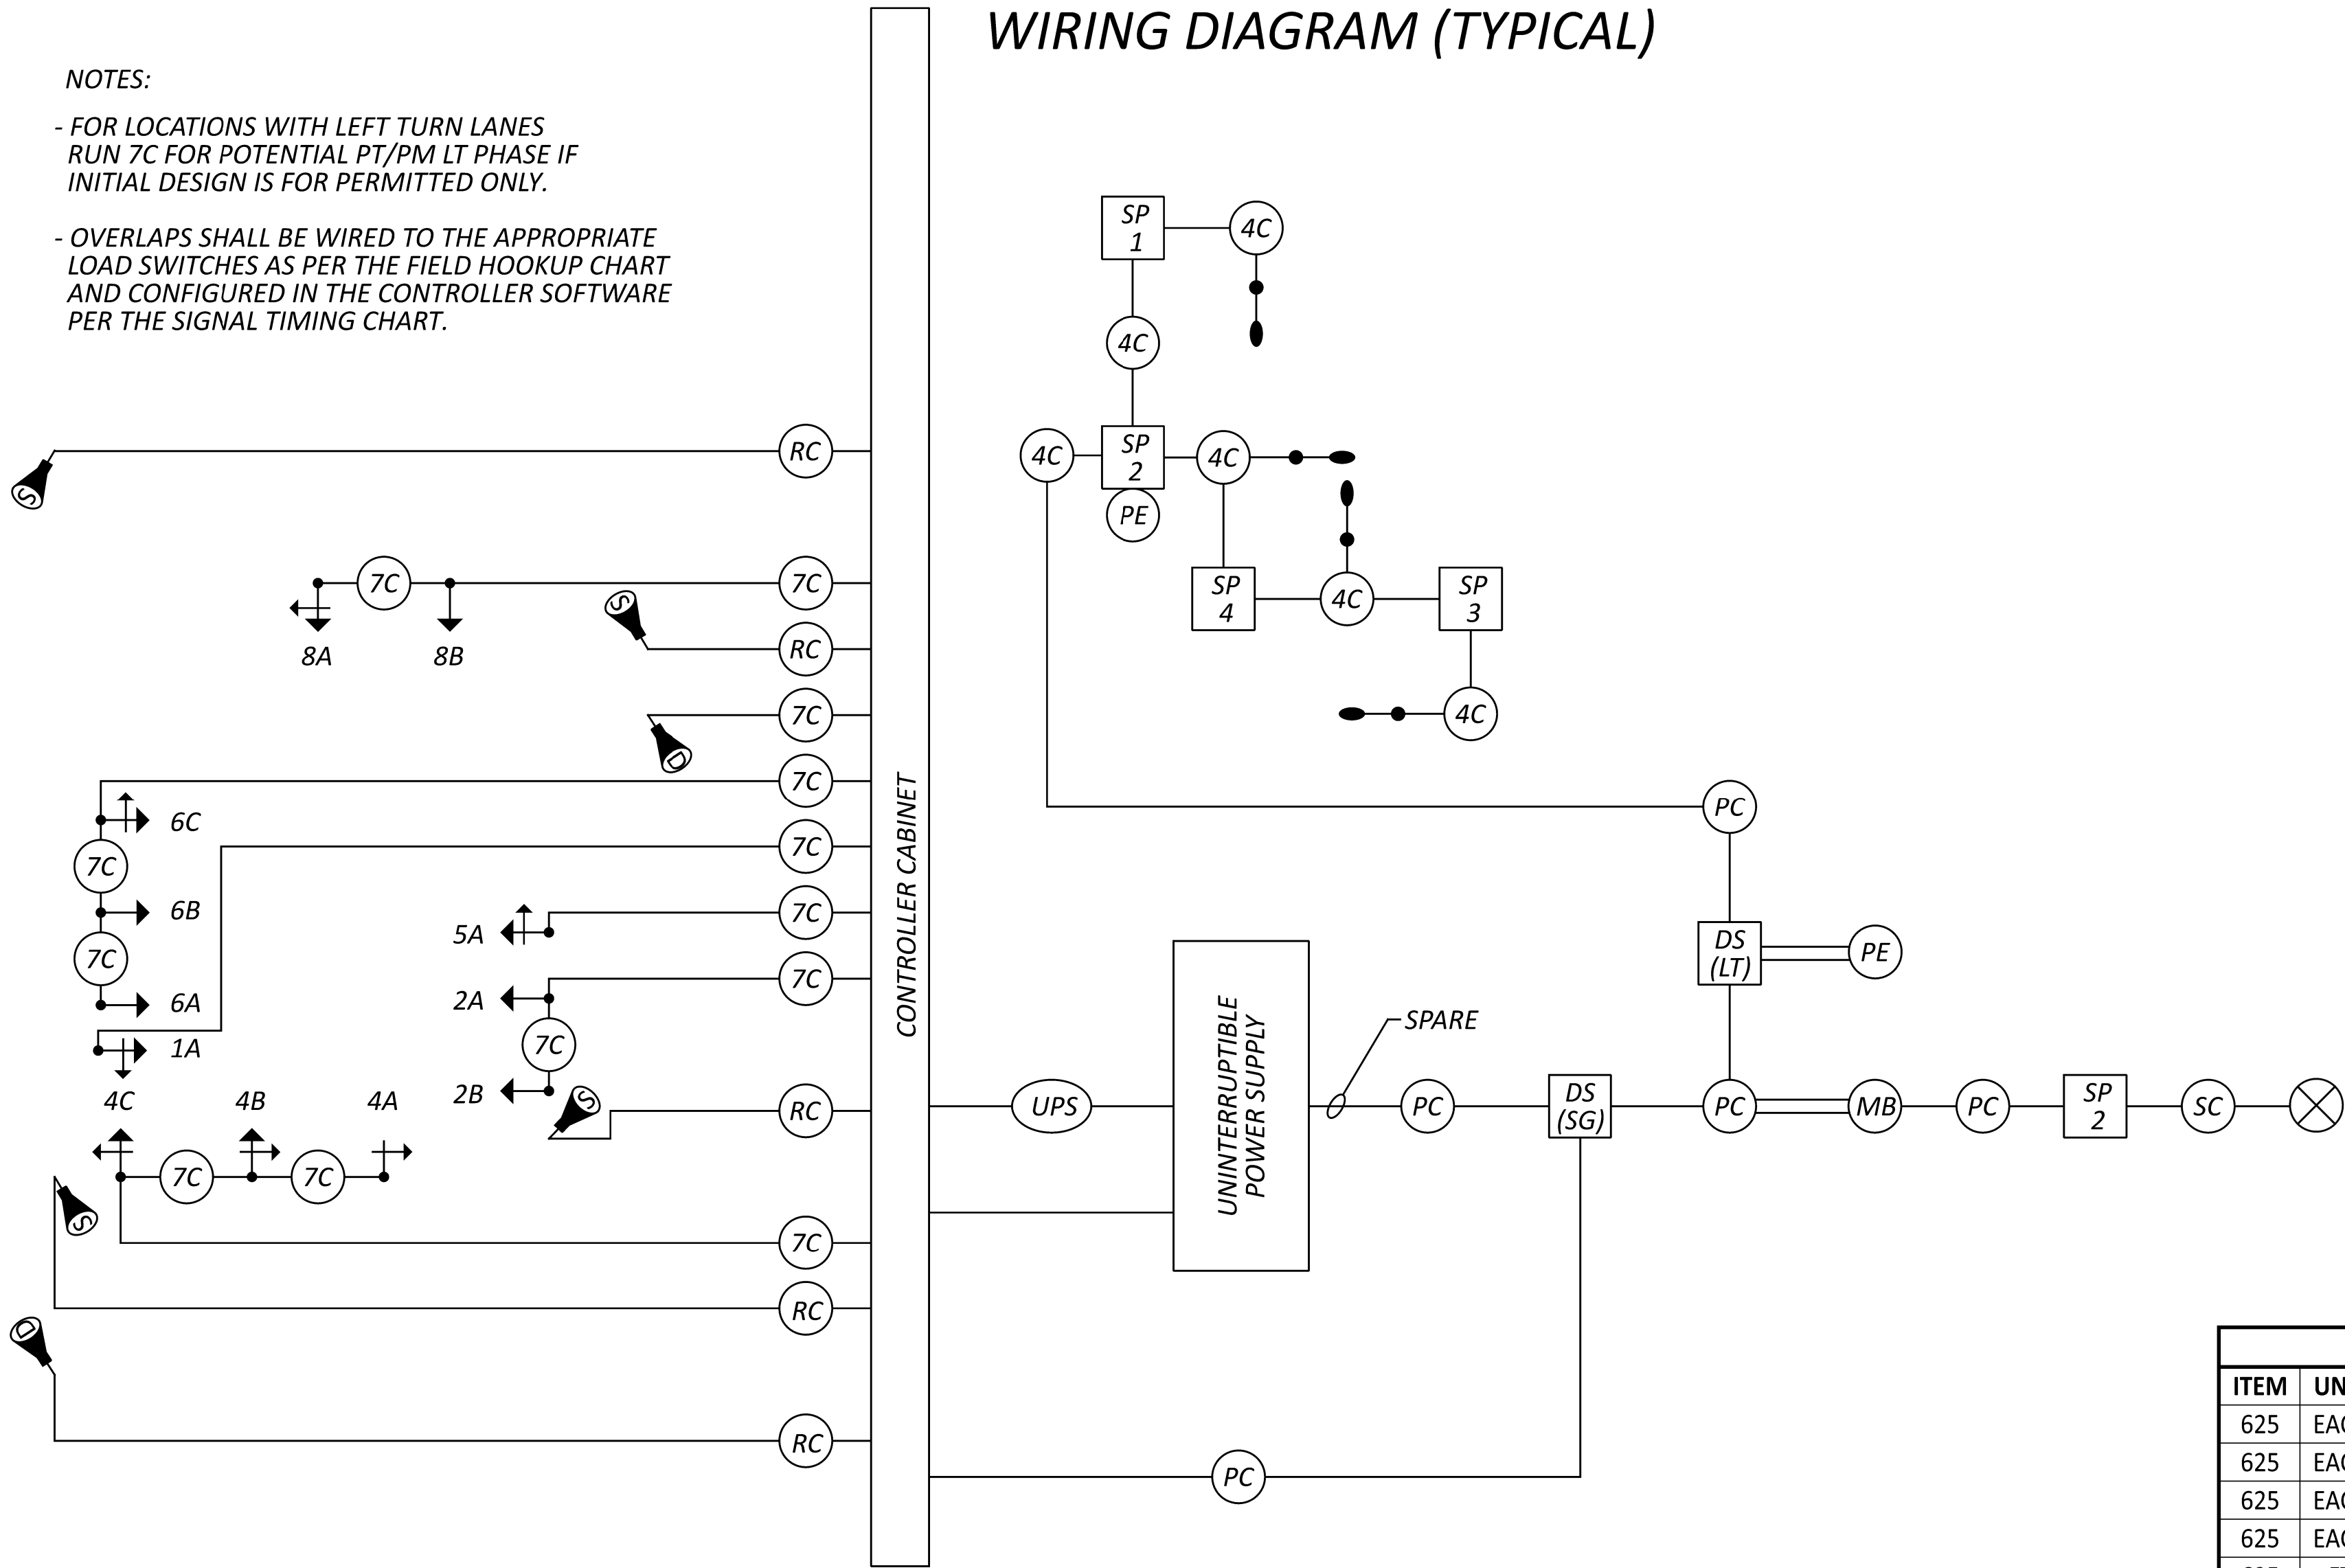 WIRING DIAGRAM (TYPICAL)
NOTES:
- FOR LOCATIONS WITH LEFT TURN LANES
RUN 7C FOR POTENTIAL PT/PM LT PHASE IF
INITIAL DESIGN IS FOR PERMITTED ONLY.
- OVERLAPS SHALL BE WIRED TO THE APPROPRIATE
LOAD SWITCHES AS PER THE FIELD HOOKUP CHART
AND CONFIGURED IN THE CONTROLLER SOFTWARE
PER THE SIGNAL TIMING CHART.
RC
S
7C
7C
8A
8B
S
RC
7C
D
7C
6C
7C
7C
6B
7C
6A
1A
7C
5A
7C
2A
7C
2B
S
RC
4C
4B
4A
7C
7C
S
7C
RC
D
RC
CONTROLLER CABINET
SP
1
4C
4C
4C
SP
2
4C
PE
SP
4
4C
SP
3
4C
PC
DS
(LT)
PE
UPS
UNINTERRUPTIBLE
POWER SUPPLY
SPARE
PC
DS
(SG)
PC
MB
PC
SP
2
SC
PC
ITEM UN
625 EAC
625 EAC
625 EAC
625 EAC